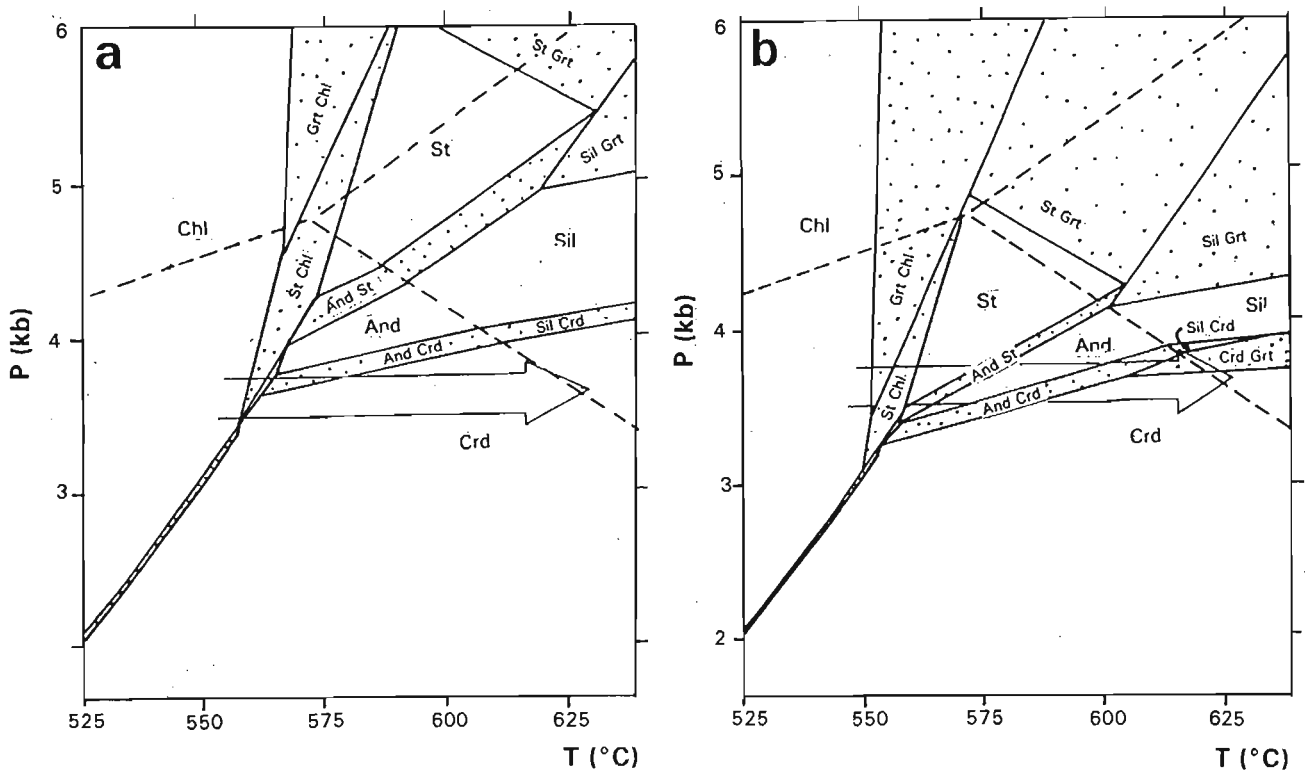 a
6
5
4
3
P (kb)
Chl
Grt Chl
St Chl
St
St Grt
Sil Grt
And St
And
Sil
And Crd
Sil Crd
Crd
525
550
575
600
625
T (°C)
b
6
5
4
3
2
P (kb)
Chl
Grt Chl
St Chl.
St
St Grt
Sil Grt
Sil
Sil Crd
And.
And St
Crd Grt
And Crd
Crd
525
550
575
600
625
T (°C)